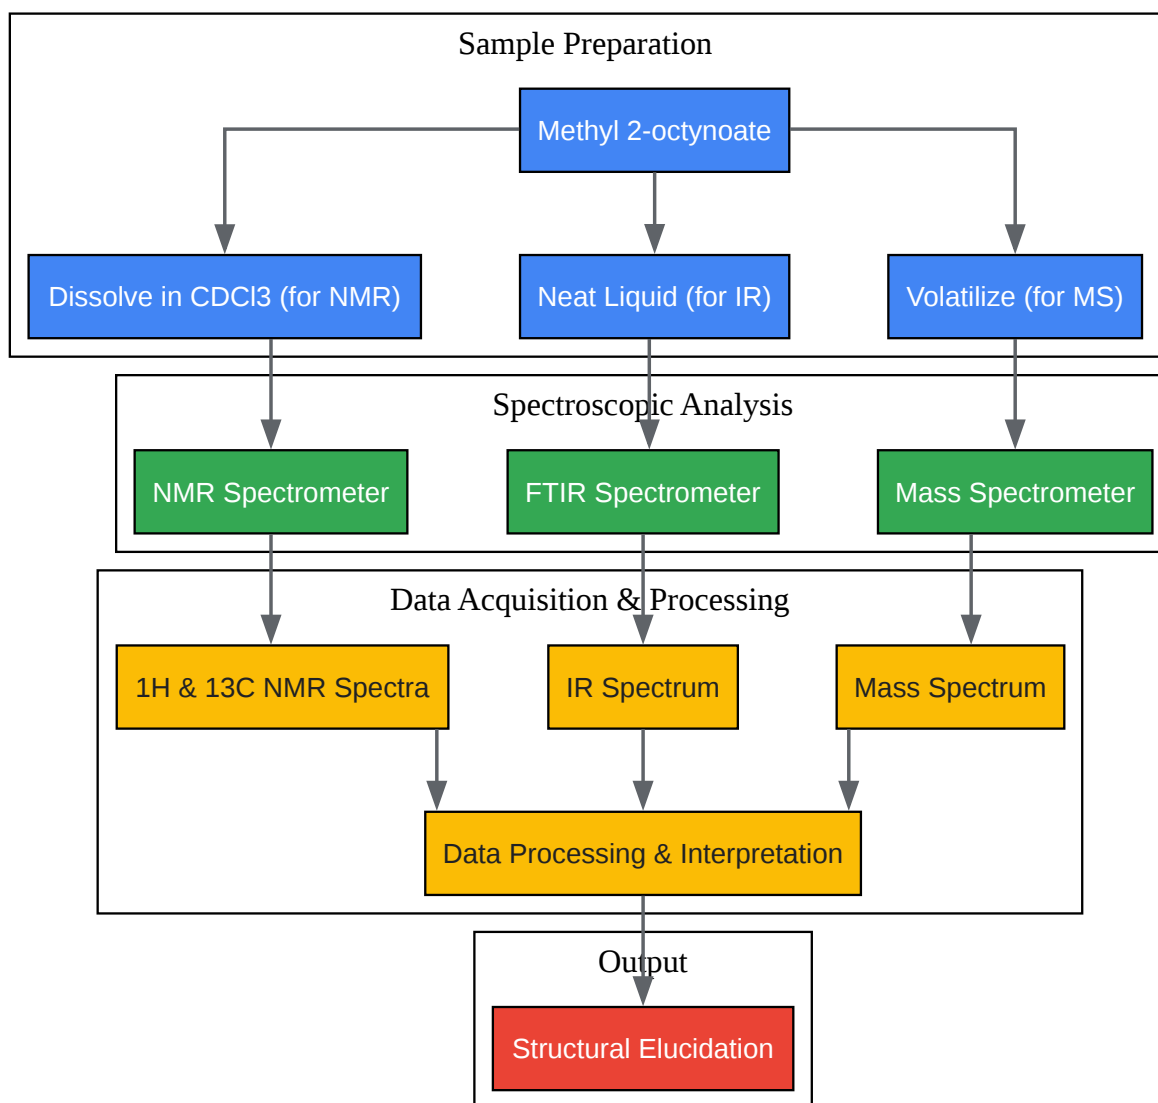 Sample Preparation
Methyl 2-octynoate
Dissolve in CDCl3 (for NMR)
Neat Liquid (for IR)
Volatilize (for MS)
Spectroscopic Analysis
NMR Spectrometer
FTIR Spectrometer
Mass Spectrometer
Data Acquisition & Processing
1H & 13C NMR Spectra
IR Spectrum
Mass Spectrum
Data Processing & Interpretation
Output
Structural Elucidation